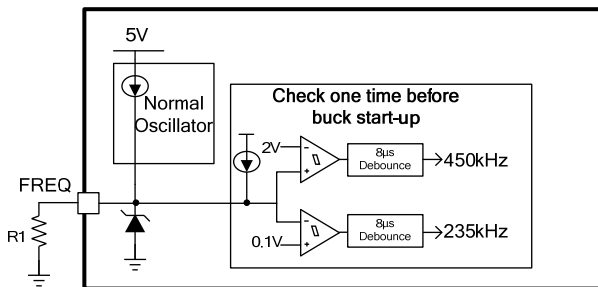 5V
Normal
Oscillator
Check one time before
buck start-up
2V
-
+
8µs
Debounce
450kHz
FREQ
R1
-
+
0.1V
8µs
Debounce
235kHz